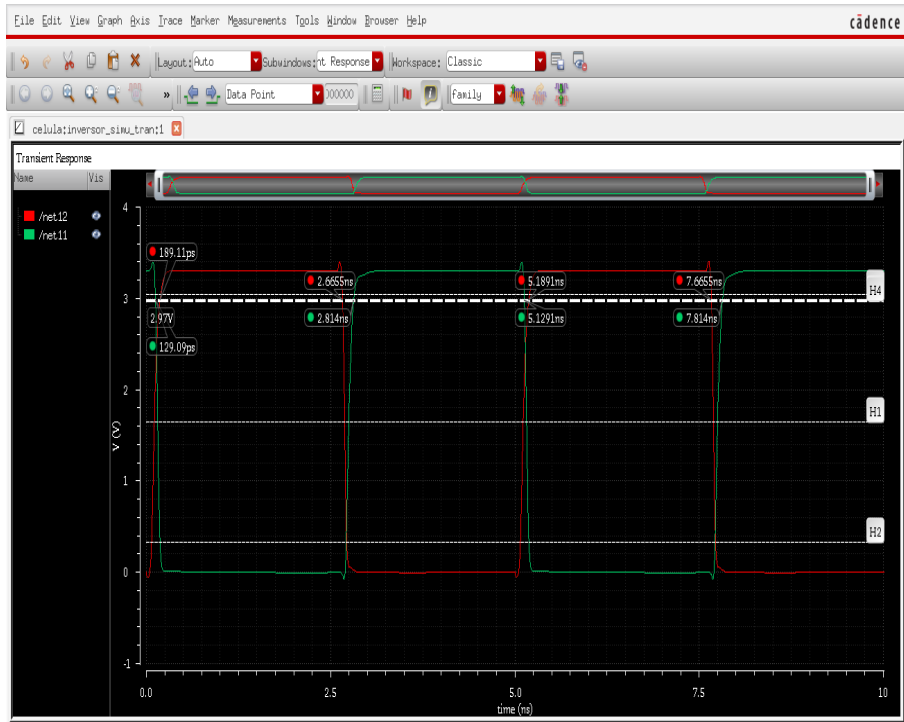 File Edit View Graph Axis Trace Marker Measurements Tools Window Browser Help
cādence
Layout: Auto Subwindows: nt Response Workspace: Classic
» Data Point 000000 family
celula:inversor_simu_tran:1
Transient Response
Name Vis
/net12
/net11
4
3
2
1
0
-1
V (V)
189.11ps
2.97V
129.09ps
2.6655ns
2.814ns
5.1891ns
5.1291ns
7.6655ns
7.814ns
H4
H1
H2
0.0 2.5 5.0 7.5 10
time (ns)